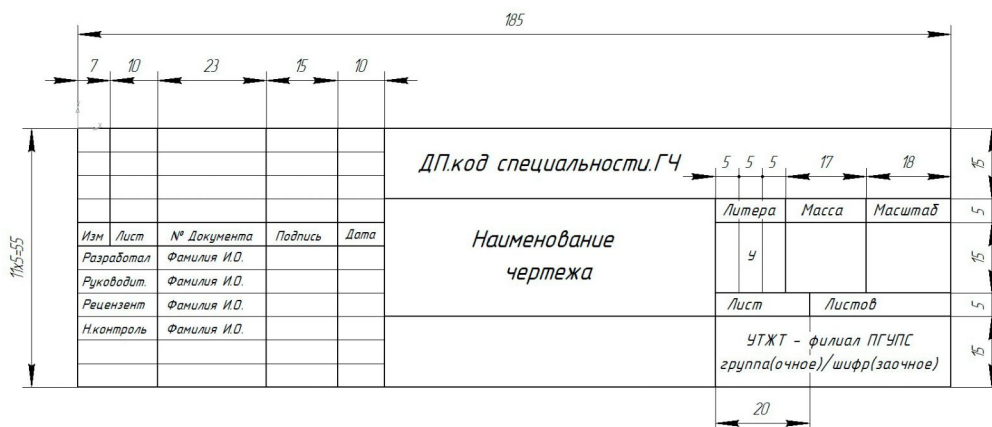 185
7 10 23 15 10
ДП.код специальности.ГЧ
5 5 5 17 18
15
Литера Масса Масштаб
5
Изм Лист № Документа Подпись Дата
Наименование
чертежа
11х5=55
Разработал Фамилия И.О.
У
15
Руководит. Фамилия И.О.
Рецензент Фамилия И.О.
Лист Листов
5
Н.контроль Фамилия И.О.
УТЖТ - филиал ПГУПС
группа(очное)/шифр(заочное)
15
20